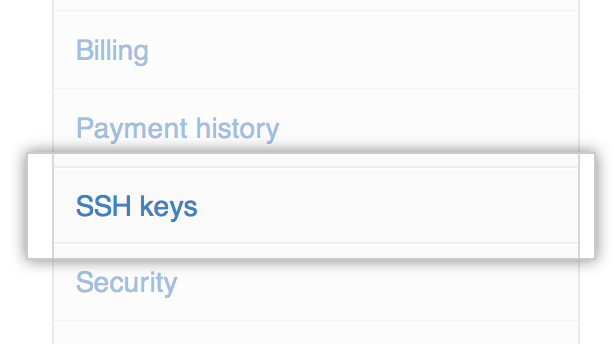 Billing
Payment history
SSH keys
Security